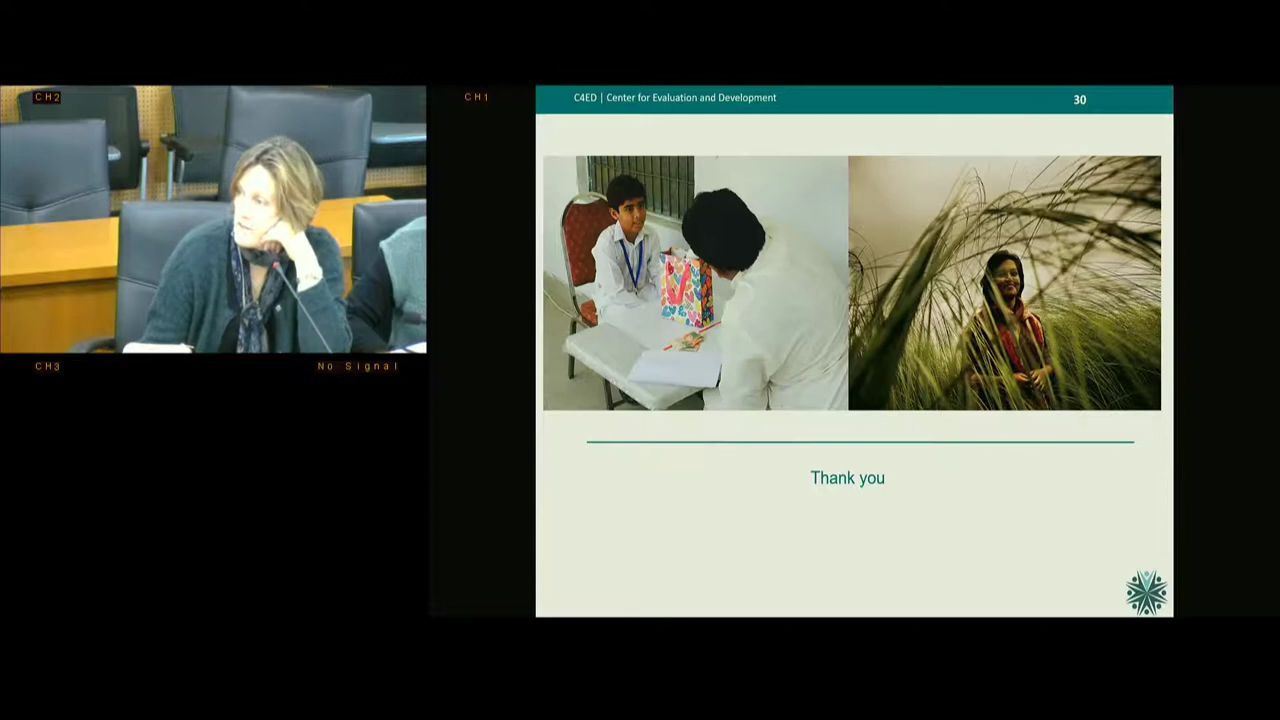 CH2
CH1
C4ED | Center for Evaluation and Development
30
CH3
No Signal
Thank you